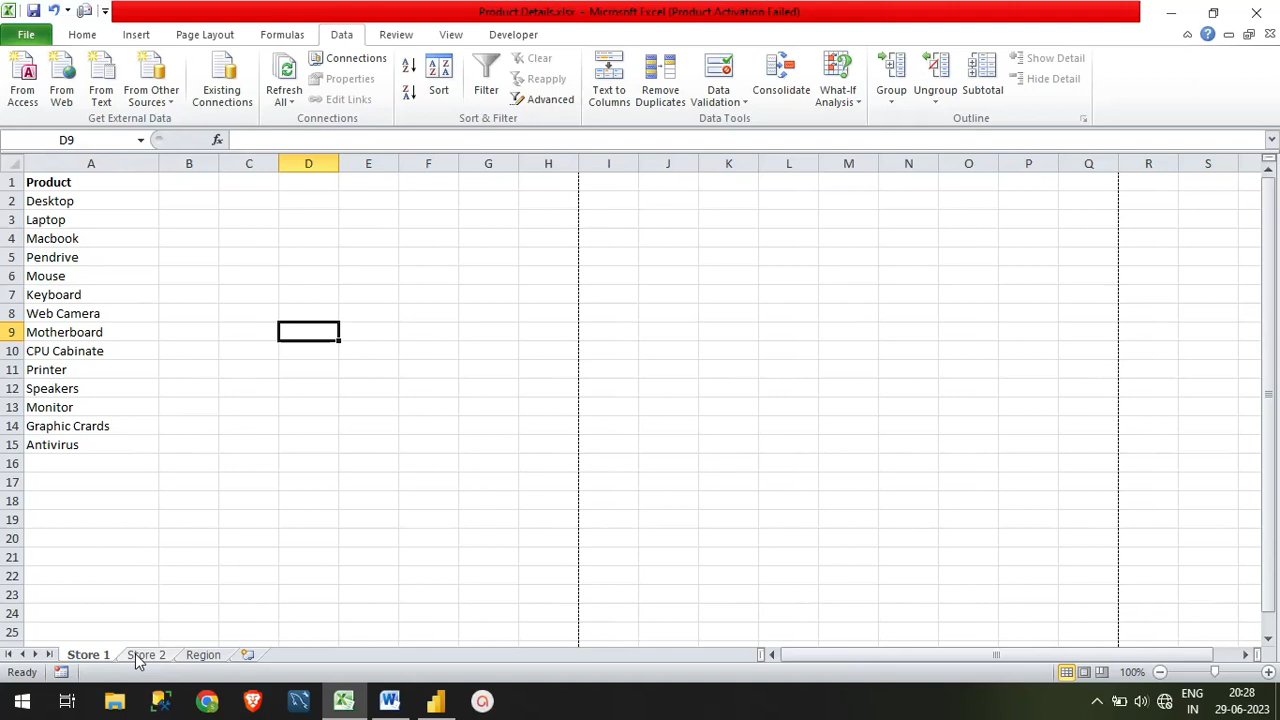 Product Details.xlsx - Microsoft Excel (Product Activation Failed)
File Home Insert Page Layout Formulas Data Review View Developer
From Access
From Web
From Text
From Other Sources
Existing Connections
Get External Data
Refresh All
Connections
Properties
Edit Links
Connections
A Z
Z A
Sort
Filter
Clear
Reapply
Advanced
Sort & Filter
Text to Columns
Remove Duplicates
Data Validation
Consolidate
What-If Analysis
Data Tools
Group
Ungroup
Subtotal
Show Detail
Hide Detail
Outline
D9 fx
A B C D E F G H I J K L M N O P Q R S
1 Product
2 Desktop
3 Laptop
4 Macbook
5 Pendrive
6 Mouse
7 Keyboard
8 Web Camera
9 Motherboard
10 CPU Cabinate
11 Printer
12 Speakers
13 Monitor
14 Graphic Crards
15 Antivirus
16
17
18
19
20
21
22
23
24
25
Store 1 Store 2 Region
Ready 100%
ENG 20:28
IN 29-06-2023